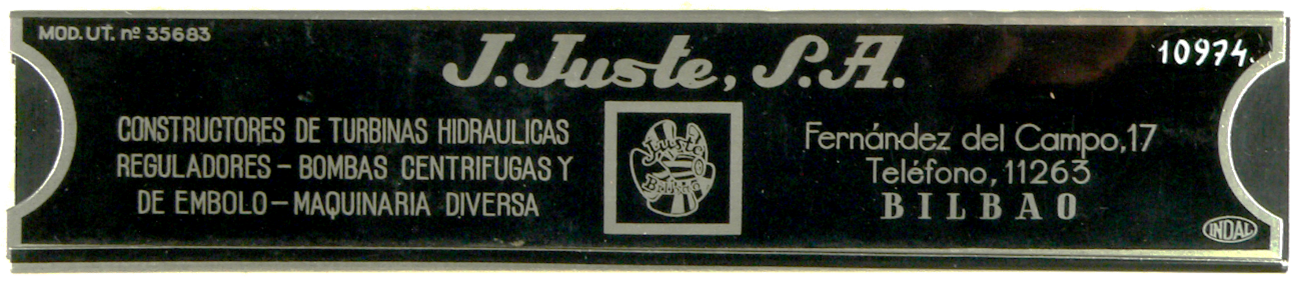 MOD. UT. nº 35683
J. Juste, S.A.
10974.
CONSTRUCTORES DE TURBINAS HIDRAULICAS
REGULADORES – BOMBAS CENTRIFUGAS Y
DE EMBOLO – MAQUINARIA DIVERSA
Juste
Bilbao
Fernández del Campo, 17
Teléfono, 11263
BILBAO
INDAL